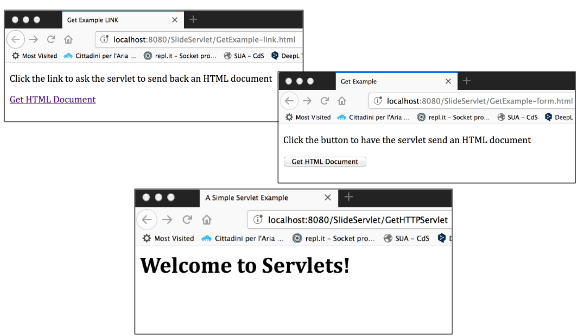 Get Example LINK
localhost:8080/SlideServlet/GetExample-link.html
Most Visited Cittadini per l'Aria ... repl.it - Socket pro... SUA - CdS DeepL
Click the link to ask the servlet to send back an HTML document
Get HTML Document
Get Example
localhost:8080/SlideServlet/GetExample-form.html
Most Visited Cittadini per l'Aria ... repl.it - Socket pro... SUA - CdS
Click the button to have the servlet send an HTML document
Get HTML Document
A Simple Servlet Example
localhost:8080/SlideServlet/GetHTTPServlet
Most Visited Cittadini per l'Aria ... repl.it - Socket pro... SUA - CdS
Welcome to Servlets!